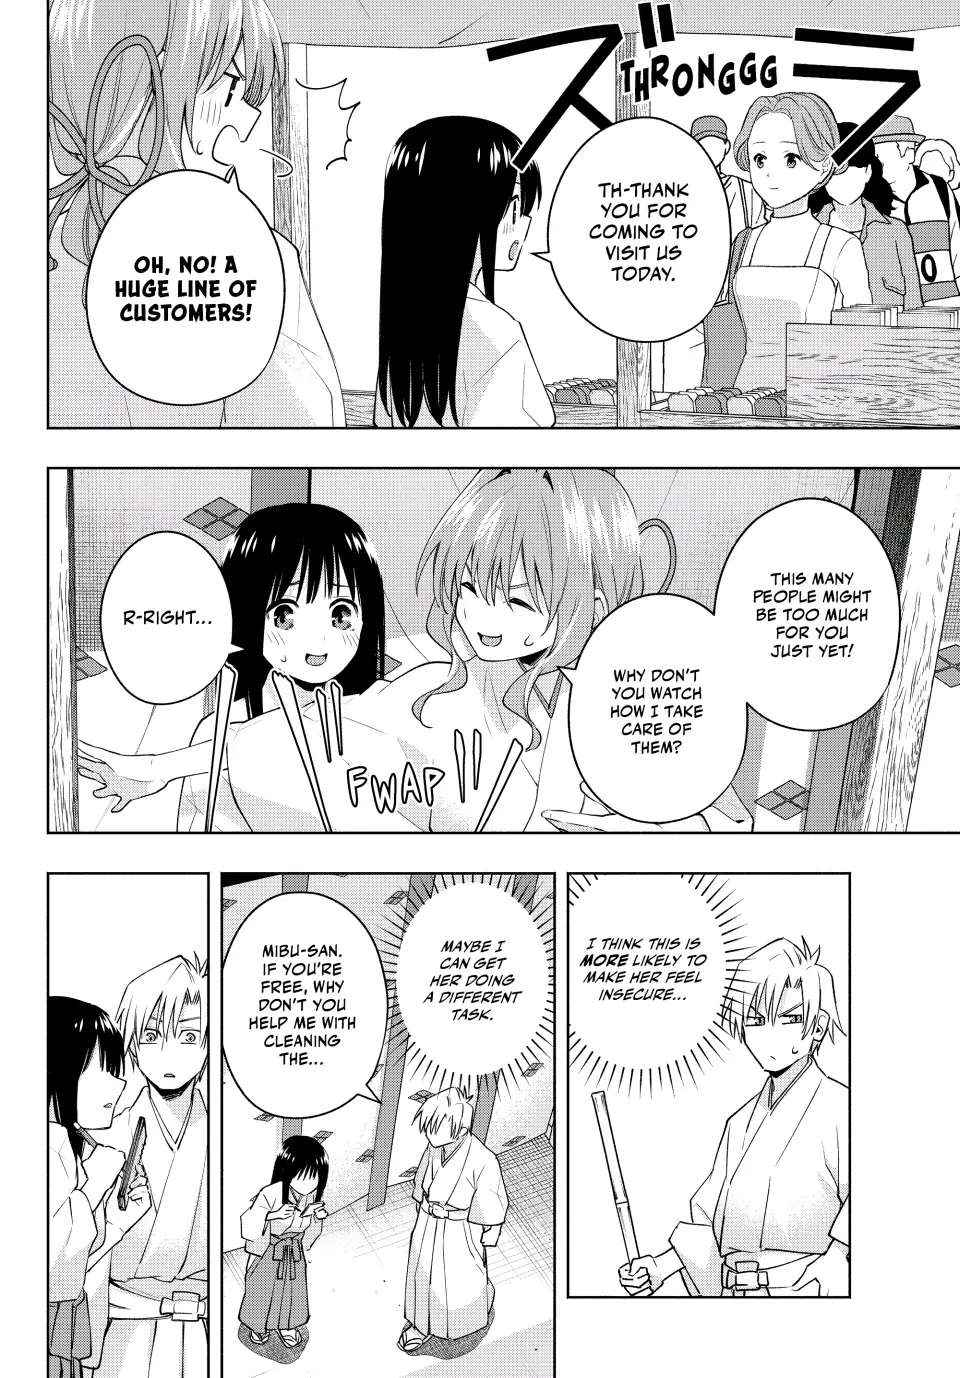 ズラ
THRONGGG
TH-THANK
YOU FOR
COMING TO
VISIT US
TODAY.
OH, NO! A
HUGE LINE OF
CUSTOMERS!
0
THIS MANY
PEOPLE MIGHT
BE TOO MUCH
FOR YOU
JUST YET!
WHY DON'T
YOU WATCH
HOW I TAKE
CARE OF
THEM?
FWAP
R-RIGHT...
I THINK THIS IS
MORE LIKELY TO
MAKE HER FEEL
INSECURE...
MAYBE I
CAN GET
HER DOING
A DIFFERENT
TASK.
MIBU-SAN.
IF YOU'RE
FREE, WHY
DON'T YOU
HELP ME WITH
CLEANING
THE...